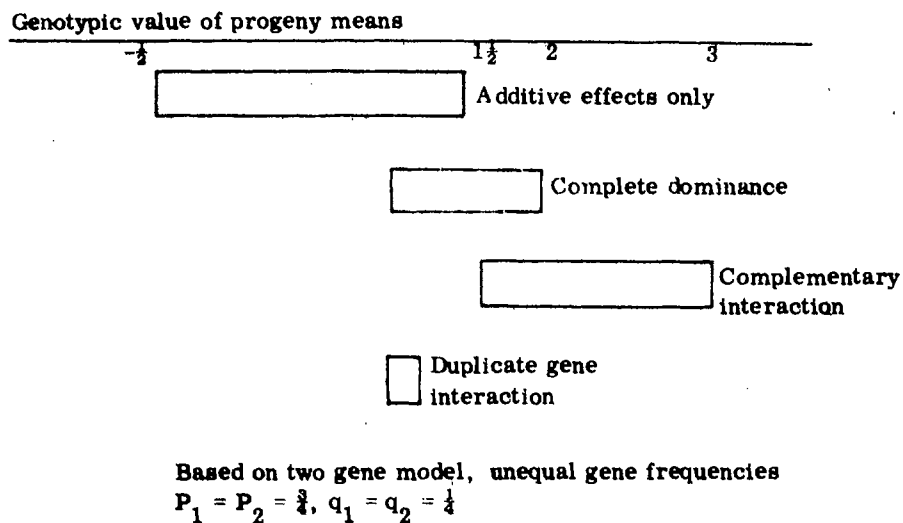 Genotypic value of progeny means
-½ 1½ 2 3
Additive effects only
Complete dominance
Complementary
interaction
Duplicate gene
interaction
Based on two gene model, unequal gene frequencies
P₁ = P₂ = ¾, q₁ = q₂ = ¼